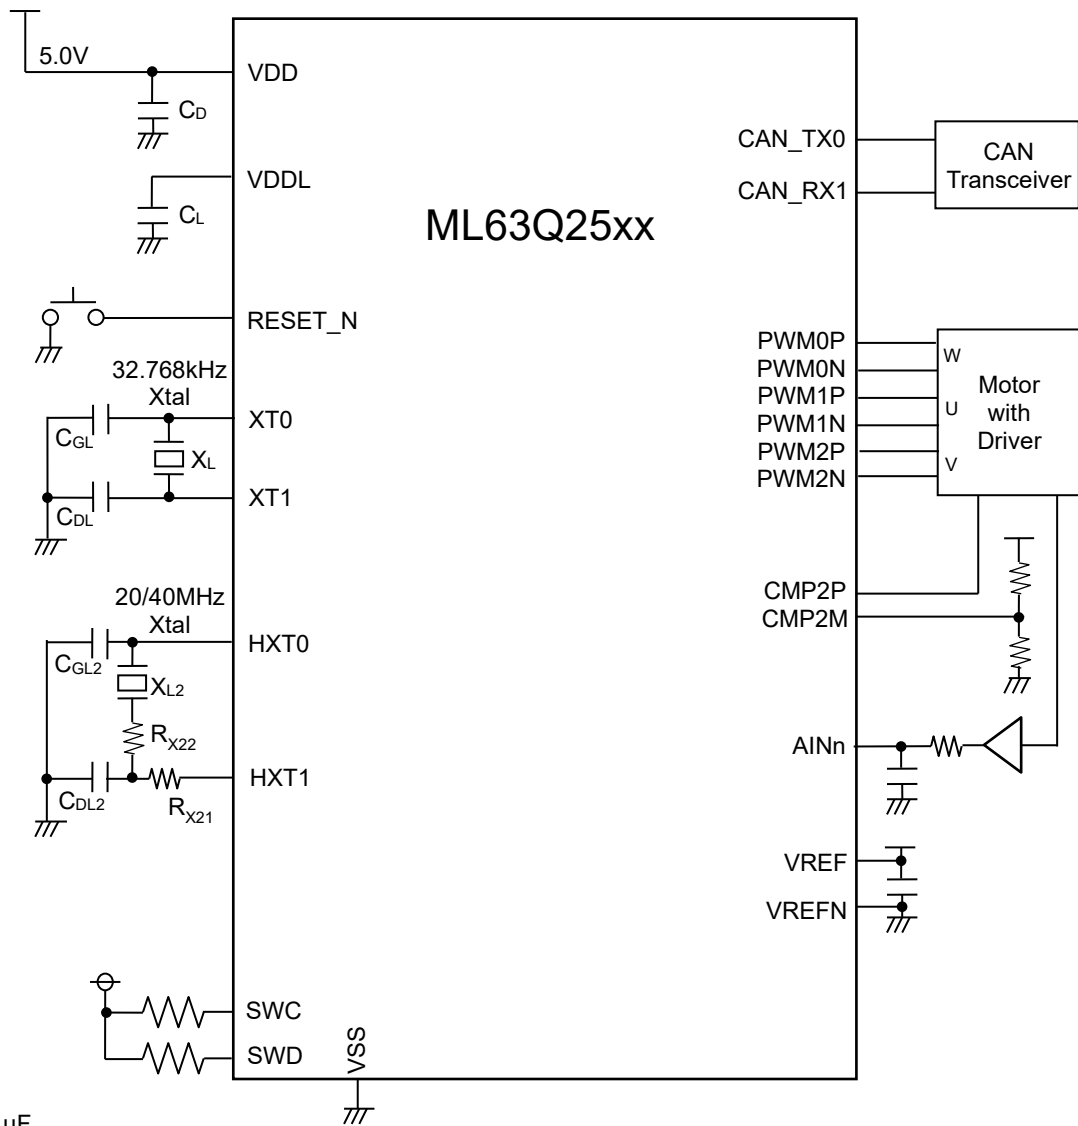 5.0V
VDD
CD
VDDL
CL
ML63Q25xx
CAN_TX0
CAN_RX1
CAN
Transceiver
RESET_N
32.768kHz
Xtal
XT0
CGL
XL
CDL
XT1
PWM0P
PWM0N
PWM1P
PWM1N
PWM2P
PWM2N
W
U
V
Motor
with
Driver
20/40MHz
Xtal
HXT0
CGL2
XL2
RX22
CDL2
RX21
HXT1
CMP2P
CMP2M
AINn
VREF
VREFN
SWC
SWD
VSS